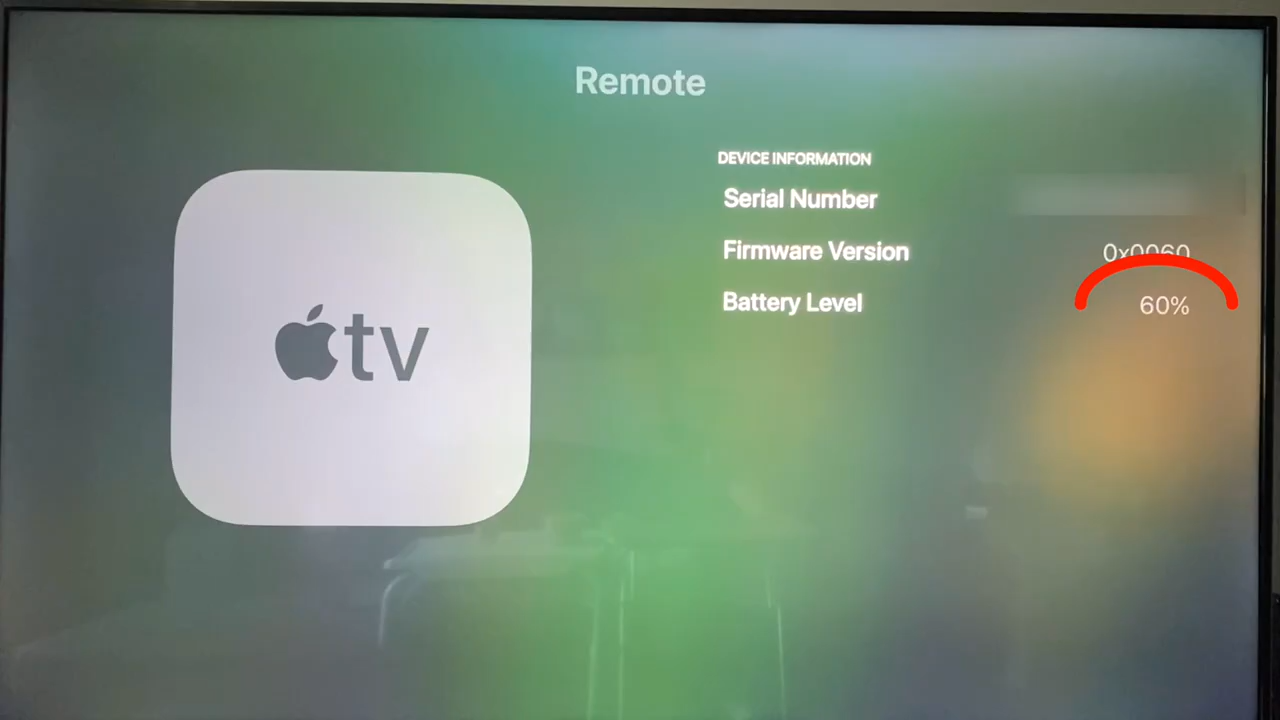 Remote
tv
DEVICE INFORMATION
Serial Number
Firmware Version 0x0060
Battery Level 60%